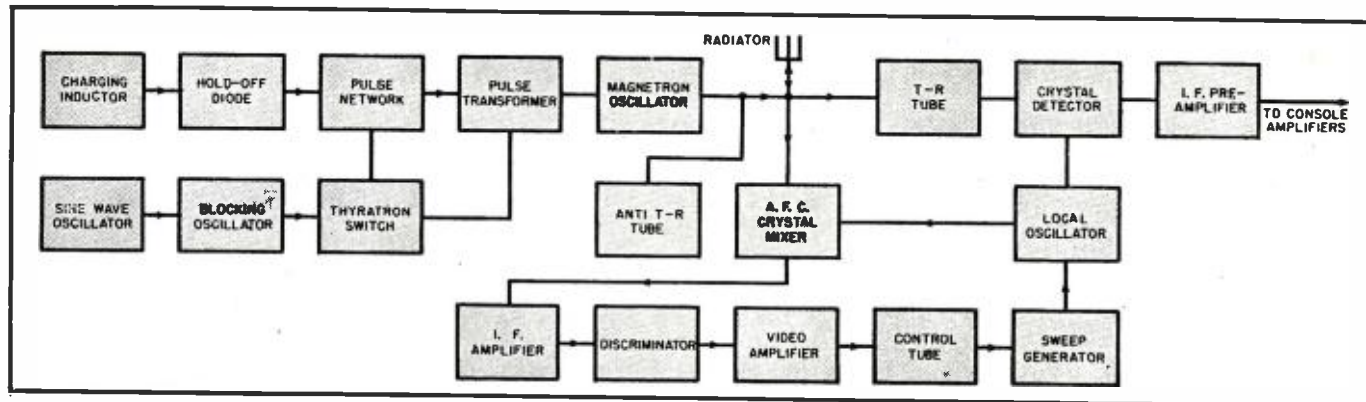 RADIATOR
CHARGING
INDUCTOR
HOLD-OFF
DIODE
PULSE
NETWORK
PULSE
TRANSFORMER
MAGNETRON
OSCILLATOR
T-R
TUBE
CRYSTAL
DETECTOR
I. F. PRE-
AMPLIFIER
TO CONSOLE
AMPLIFIERS
SINE WAVE
OSCILLATOR
BLOCKING
OSCILLATOR
THYRATRON
SWITCH
ANTI T-R
TUBE
A. F. C.
CRYSTAL
MIXER
LOCAL
OSCILLATOR
I. F.
AMPLIFIER
DISCRIMINATOR
VIDEO
AMPLIFIER
CONTROL
TUBE
SWEEP
GENERATOR